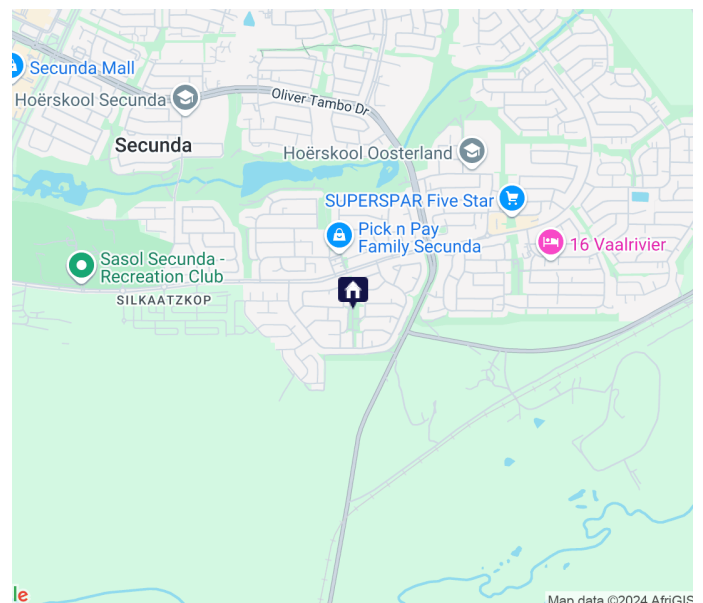 Secunda Mall
Hoërskool Secunda
Oliver Tambo Dr
Secunda
Hoërskool Oosterland
SUPERSPAR Five Star
Pick n Pay
Family Secunda
16 Vaalrivier
Sasol Secunda -
Recreation Club
SILKAATZKOP
le
Map data ©2024 AfriGIS